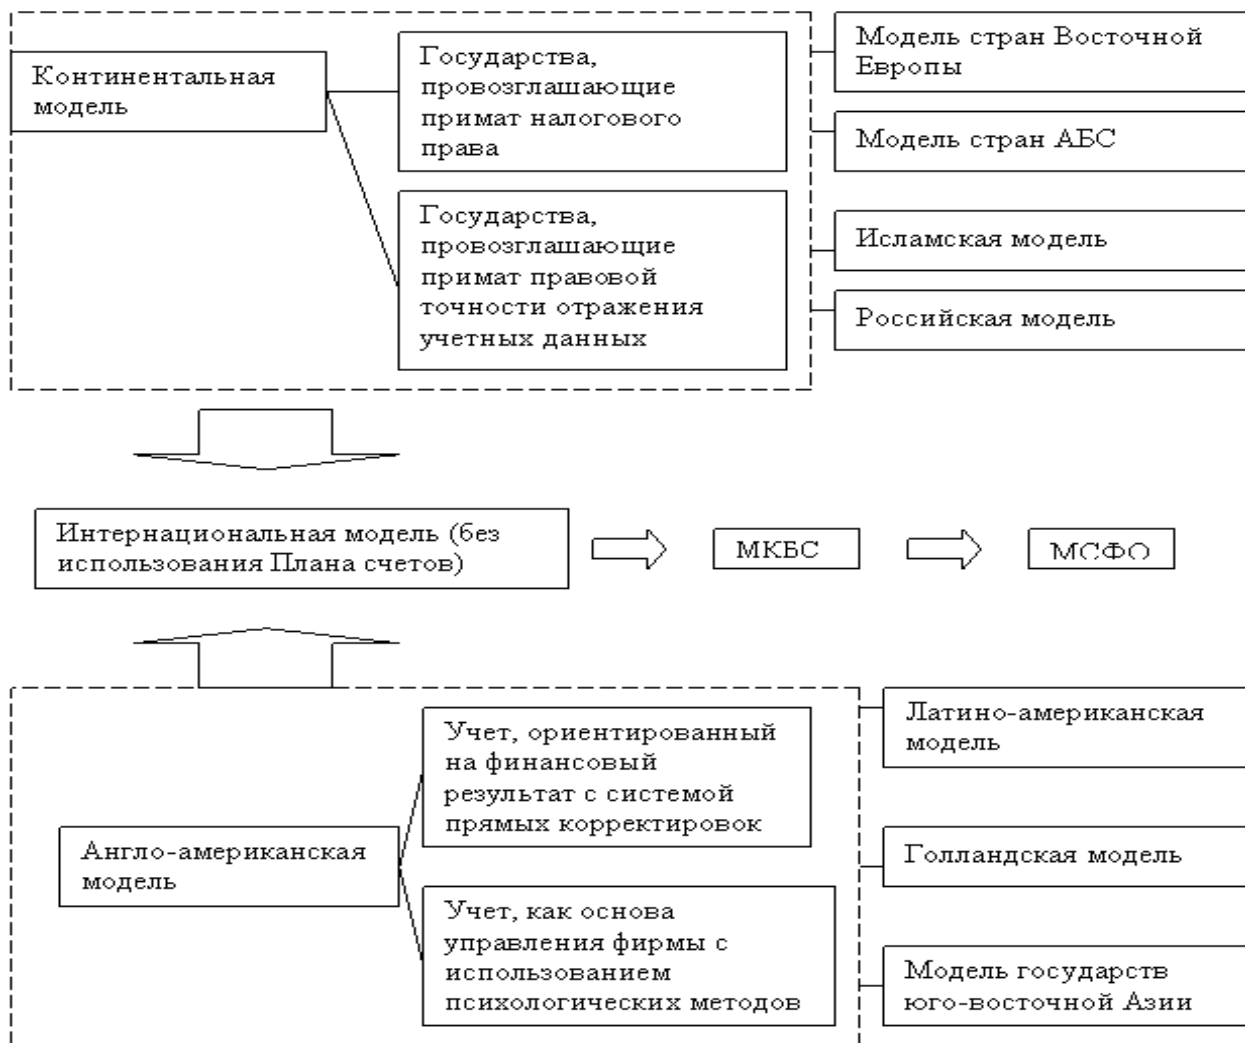 Континентальная
модель
Государства,
провозглашающие
примат налогового
права
Государства,
провозглашающие
примат правовой
точности отражения
учетных данных
Модель стран Восточной
Европы
Модель стран АБС
Исламская модель
Российская модель
Интернациональная модель (без
использования Плана счетов)
МКБС
МСФО
Англо-американская
модель
Учет, ориентированный
на финансовый
результат с системой
прямых корректировок
Учет, как основа
управления фирмы с
использованием
психологических методов
Латино-американская
модель
Голландская модель
Модель государств
юго-восточной Азии